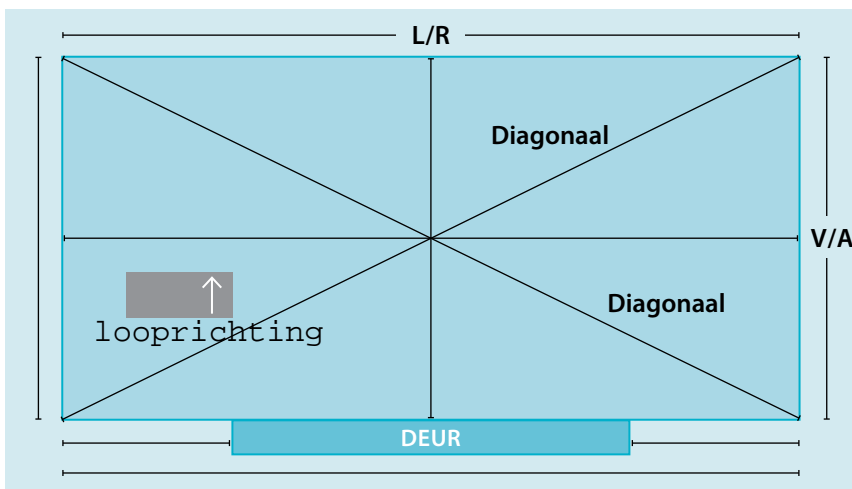 L/R
Diagonaal
V/A
Diagonaal
looprichting
DEUR